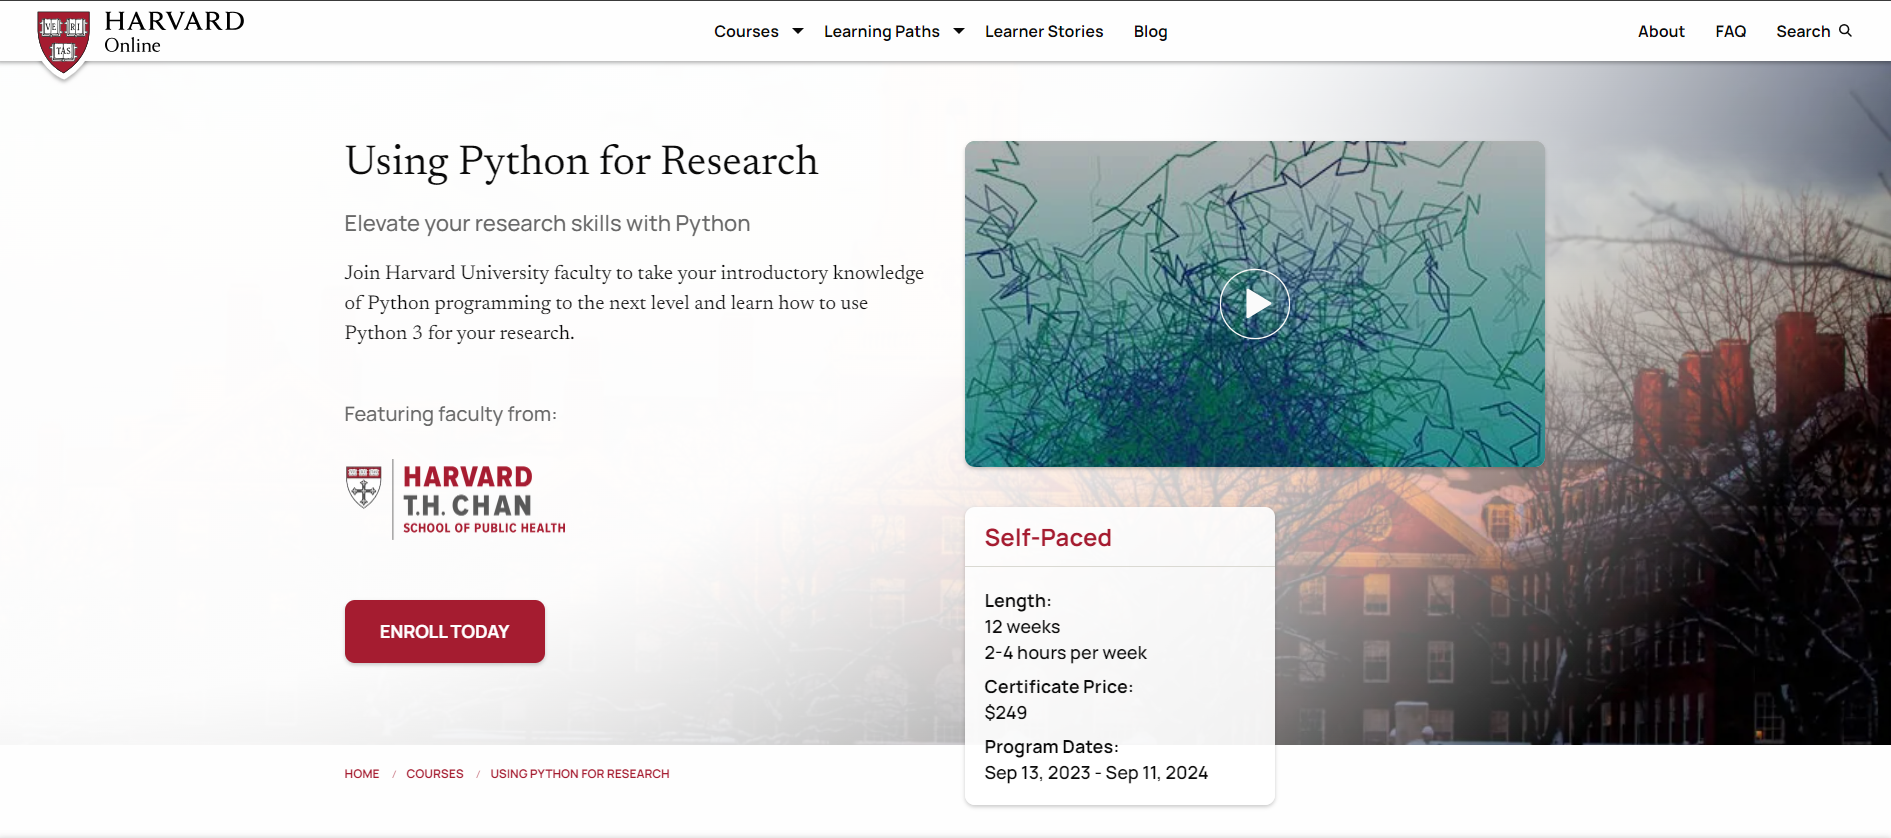 HARVARD
Online
Courses
Learning Paths
Learner Stories
Blog
About
FAQ
Search
VE RI
TAS
Using Python for Research
Elevate your research skills with Python
Join Harvard University faculty to take your introductory knowledge
of Python programming to the next level and learn how to use
Python 3 for your research.
Featuring faculty from:
HARVARD
T.H. CHAN
SCHOOL OF PUBLIC HEALTH
ENROLL TODAY
Self-Paced
Length:
12 weeks
2-4 hours per week
Certificate Price:
$249
Program Dates:
Sep 13, 2023 - Sep 11, 2024
HOME / COURSES / USING PYTHON FOR RESEARCH